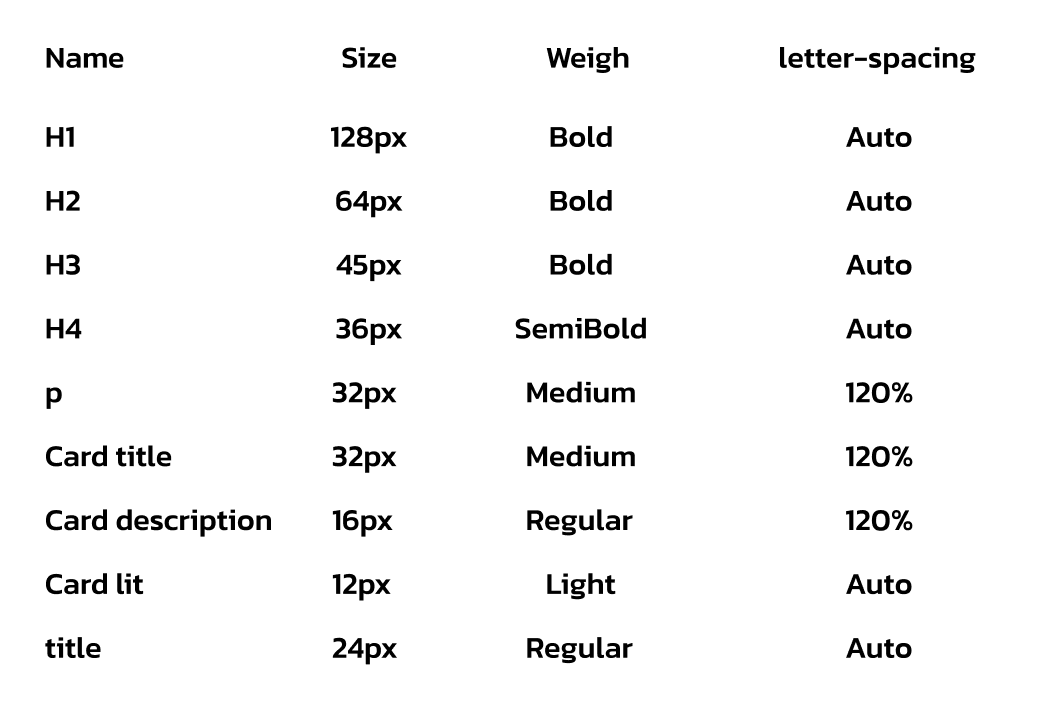 Name Size Weigh letter-spacing
H1 128px Bold Auto
H2 64px Bold Auto
H3 45px Bold Auto
H4 36px SemiBold Auto
p 32px Medium 120%
Card title 32px Medium 120%
Card description 16px Regular 120%
Card lit 12px Light Auto
title 24px Regular Auto